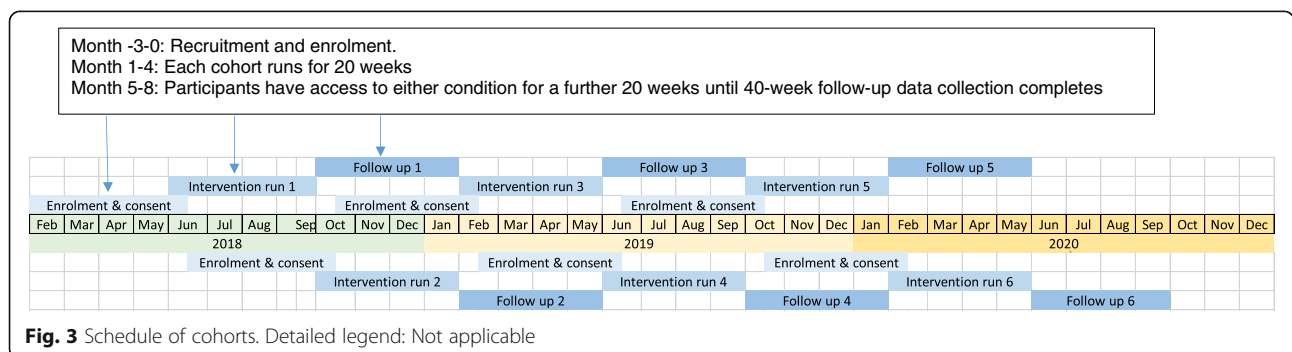 Month -3-0: Recruitment and enrolment.
Month 1-4: Each cohort runs for 20 weeks
Month 5-8: Participants have access to either condition for a further 20 weeks until 40-week follow-up data collection completes
Follow up 1 Follow up 3 Follow up 5
Intervention run 1 Intervention run 3 Intervention run 5
Enrolment & consent Enrolment & consent Enrolment & consent
Feb Mar Apr May Jun Jul Aug Sep Oct Nov Dec Jan Feb Mar Apr May Jun Jul Aug Sep Oct Nov Dec Jan Feb Mar Apr May Jun Jul Aug Sep Oct Nov Dec
2018 2019 2020
Enrolment & consent Enrolment & consent Enrolment & consent
Intervention run 2 Intervention run 4 Intervention run 6
Follow up 2 Follow up 4 Follow up 6
Fig. 3 Schedule of cohorts. Detailed legend: Not applicable